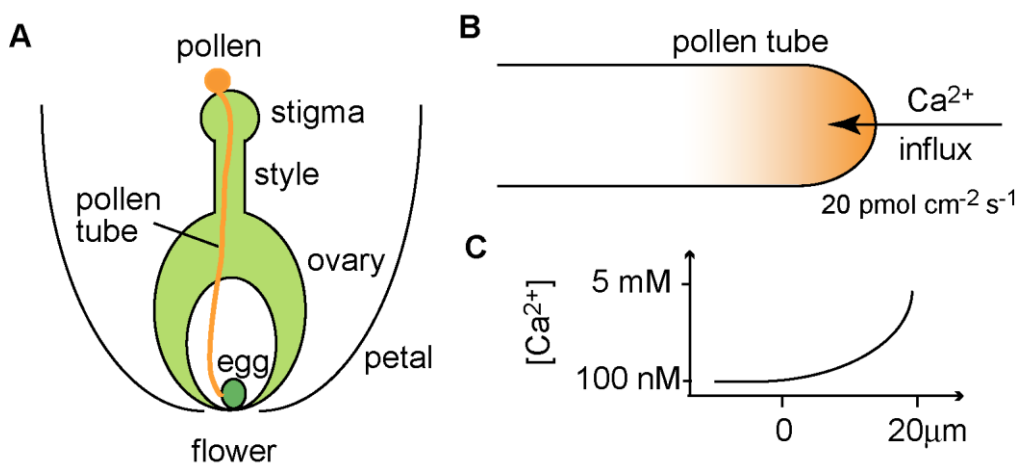 A
pollen
stigma
style
pollen
tube
ovary
egg
petal
flower
B
pollen tube
Ca²⁺
influx
20 pmol cm⁻² s⁻¹
C
[Ca²⁺]
5 mM
100 nM
0
20μm